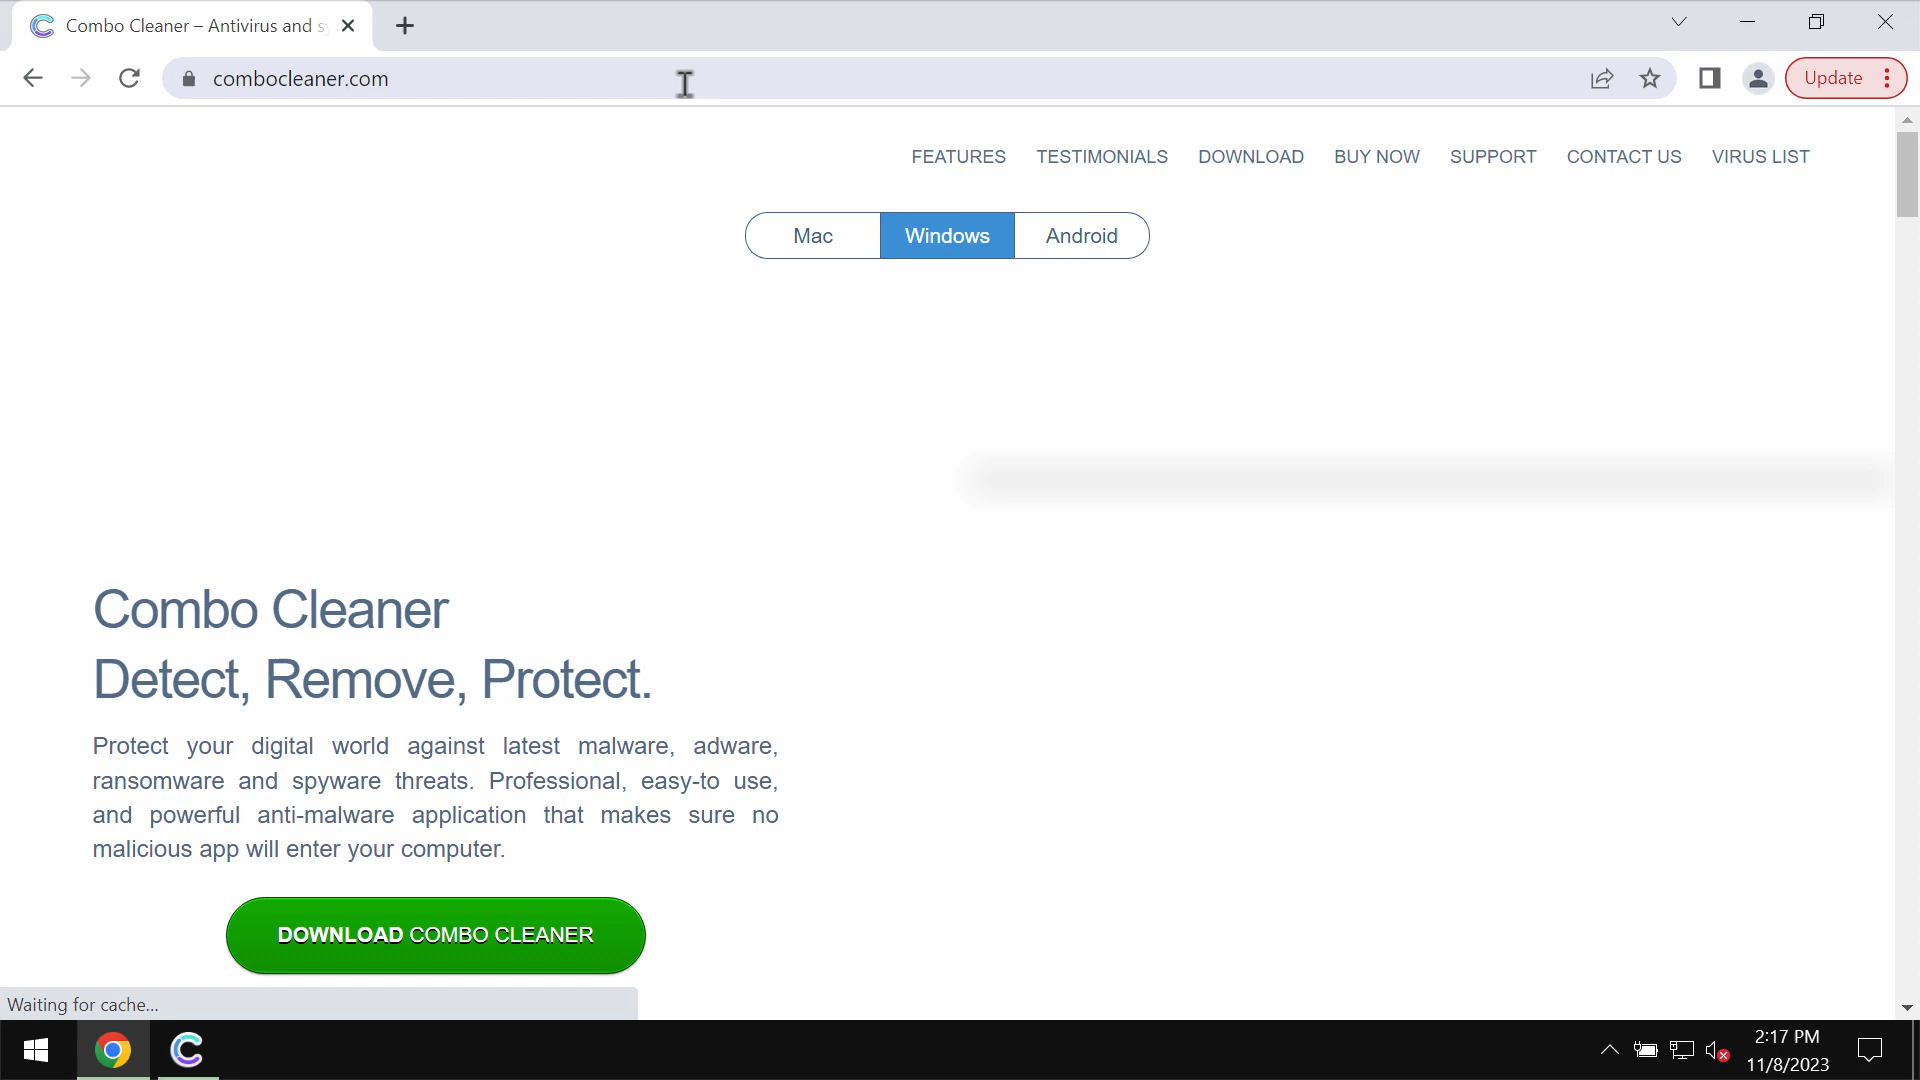 Combo Cleaner – Antivirus and s
combocleaner.com
Update
FEATURES TESTIMONIALS DOWNLOAD BUY NOW SUPPORT CONTACT US VIRUS LIST
Mac Windows Android
Combo Cleaner
Detect, Remove, Protect.
Protect your digital world against latest malware, adware,
ransomware and spyware threats. Professional, easy-to use,
and powerful anti-malware application that makes sure no
malicious app will enter your computer.
DOWNLOAD COMBO CLEANER
Waiting for cache...
2:17 PM
11/8/2023